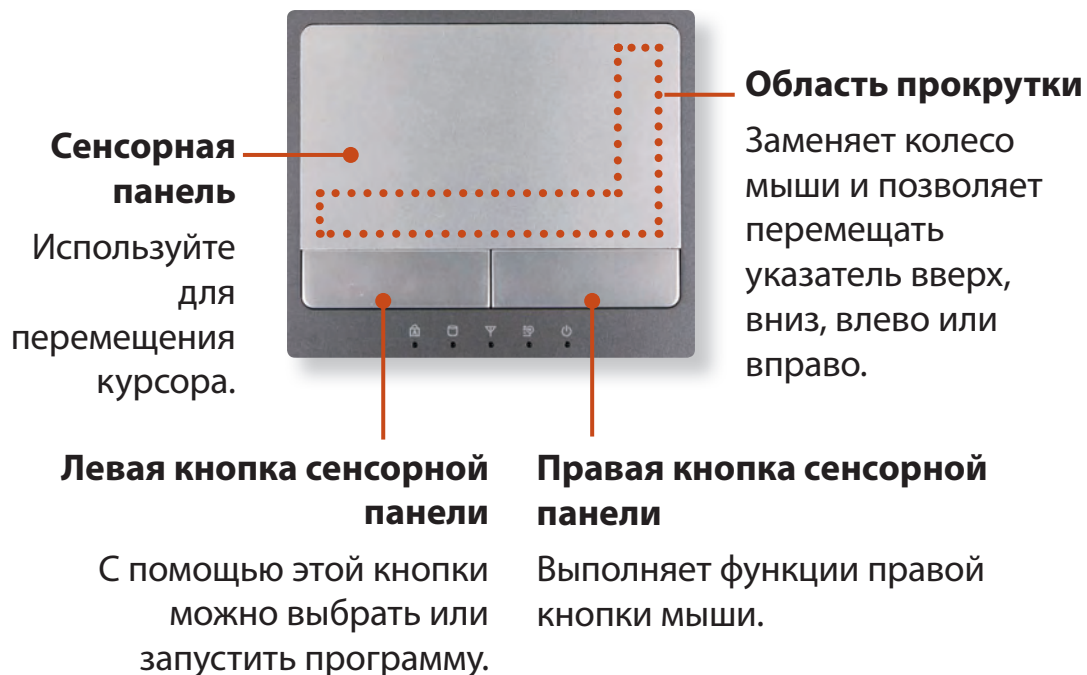 Сенсорная
панель
Используйте
для
перемещения
курсора.
Область прокрутки
Заменяет колесо
мыши и позволяет
перемещать
указатель вверх,
вниз, влево или
вправо.
Левая кнопка сенсорной
панели
С помощью этой кнопки
можно выбрать или
запустить программу.
Правая кнопка сенсорной
панели
Выполняет функции правой
кнопки мыши.